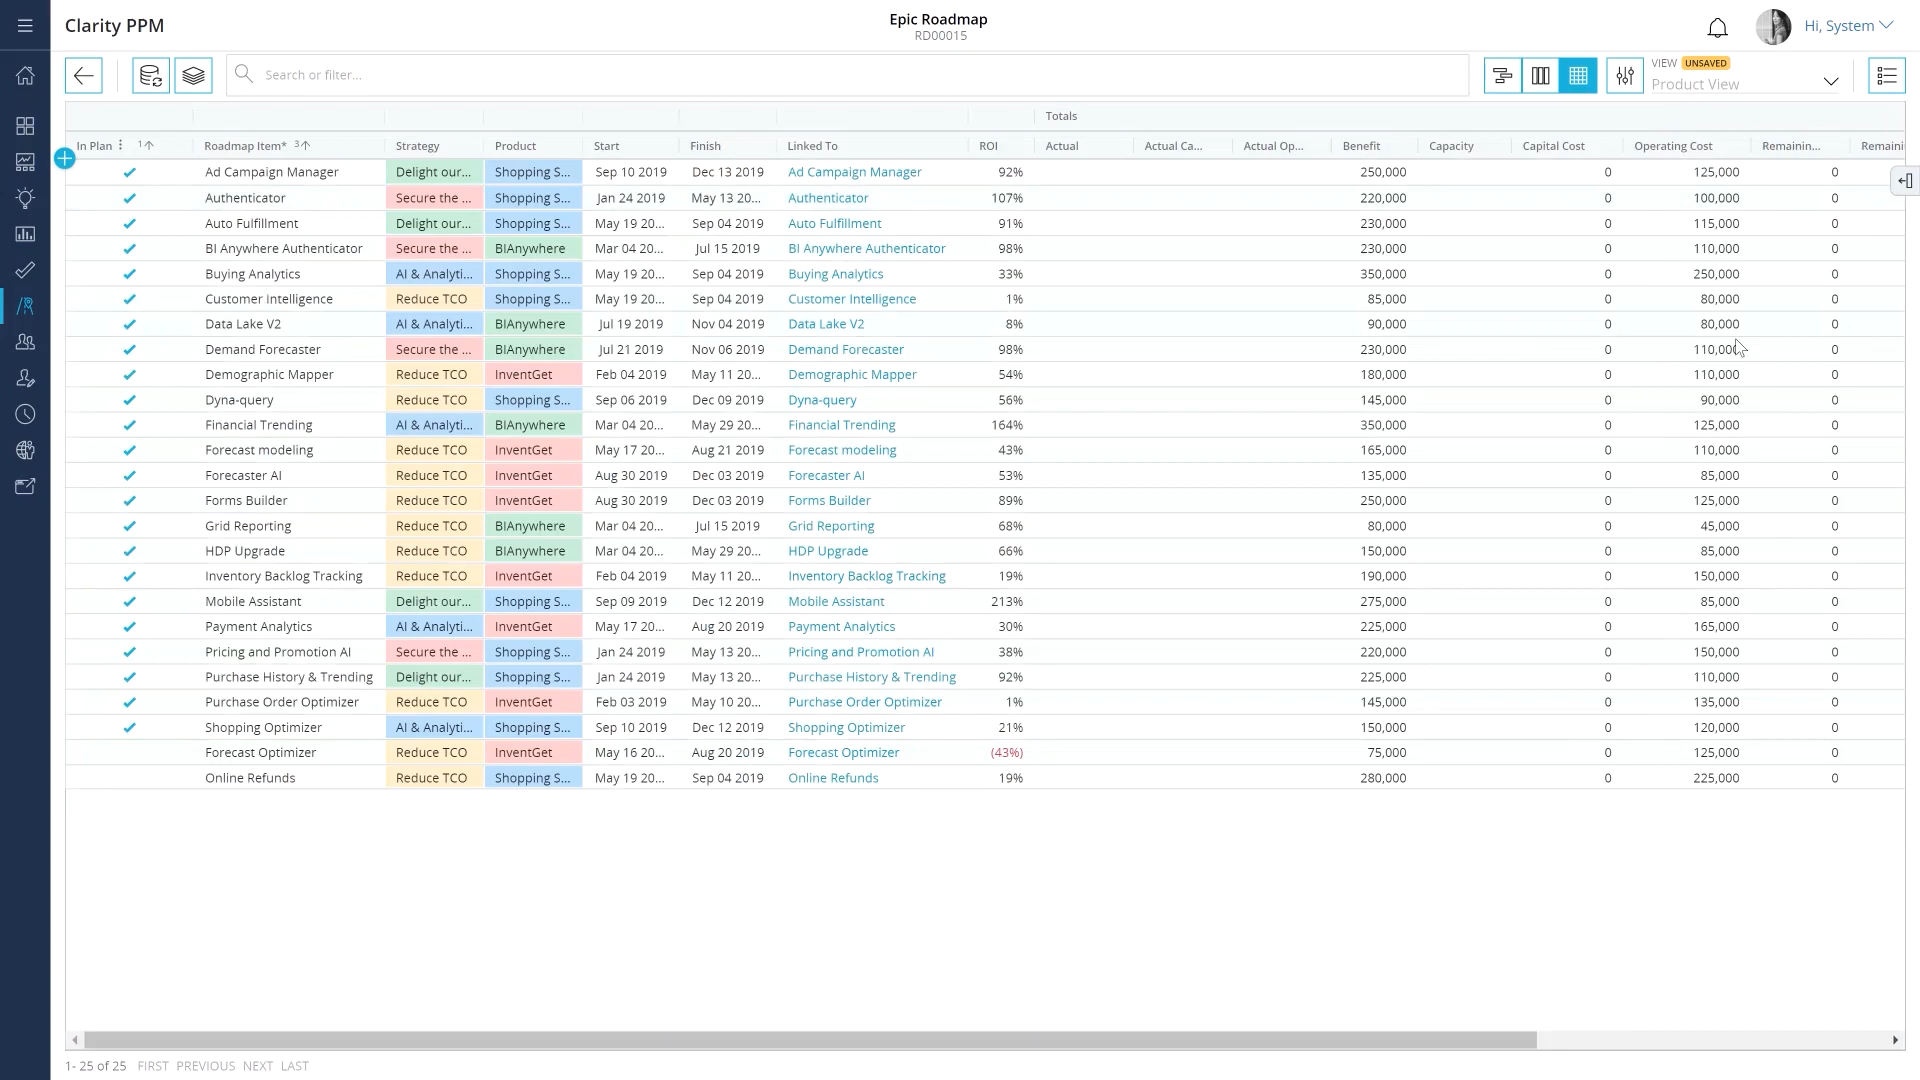 Clarity PPM
Epic Roadmap
RD00015
Hi, System
Search or filter...
VIEW UNSAVED
Product View
Totals
In Plan 1 Roadmap Item* 3 Strategy Product Start Finish Linked To ROI Actual Actual Ca... Actual Op... Benefit Capacity Capital Cost Operating Cost Remainin... Remaini
Ad Campaign Manager Delight our... Shopping S... Sep 10 2019 Dec 13 2019 Ad Campaign Manager 92% 250,000 0 125,000 0
Authenticator Secure the ... Shopping S... Jan 24 2019 May 13 20... Authenticator 107% 220,000 0 100,000 0
Auto Fulfillment Delight our... Shopping S... May 19 20... Sep 04 2019 Auto Fulfillment 91% 230,000 0 115,000 0
BI Anywhere Authenticator Secure the ... BIAnywhere Mar 04 20... Jul 15 2019 BI Anywhere Authenticator 98% 230,000 0 110,000 0
Buying Analytics AI & Analyti... Shopping S... May 19 20... Sep 04 2019 Buying Analytics 33% 350,000 0 250,000 0
Customer Intelligence Reduce TCO Shopping S... May 19 20... Sep 04 2019 Customer Intelligence 1% 85,000 0 80,000 0
Data Lake V2 AI & Analyti... BIAnywhere Jul 19 2019 Nov 04 2019 Data Lake V2 8% 90,000 0 80,000 0
Demand Forecaster Secure the ... BIAnywhere Jul 21 2019 Nov 06 2019 Demand Forecaster 98% 230,000 0 110,000 0
Demographic Mapper Reduce TCO InventGet Feb 04 2019 May 11 20... Demographic Mapper 54% 180,000 0 110,000 0
Dyna-query Reduce TCO Shopping S... Sep 06 2019 Dec 09 2019 Dyna-query 56% 145,000 0 90,000 0
Financial Trending AI & Analyti... BIAnywhere Mar 04 20... May 29 20... Financial Trending 164% 350,000 0 125,000 0
Forecast modeling Reduce TCO InventGet May 17 20... Aug 21 2019 Forecast modeling 43% 165,000 0 110,000 0
Forecaster AI Reduce TCO InventGet Aug 30 2019 Dec 03 2019 Forecaster AI 53% 135,000 0 85,000 0
Forms Builder Reduce TCO InventGet Aug 30 2019 Dec 03 2019 Forms Builder 89% 250,000 0 125,000 0
Grid Reporting Reduce TCO BIAnywhere Mar 04 20... Jul 15 2019 Grid Reporting 68% 80,000 0 45,000 0
HDP Upgrade Reduce TCO BIAnywhere Mar 04 20... May 29 20... HDP Upgrade 66% 150,000 0 85,000 0
Inventory Backlog Tracking Reduce TCO InventGet Feb 04 2019 May 11 20... Inventory Backlog Tracking 19% 190,000 0 150,000 0
Mobile Assistant Delight our... Shopping S... Sep 09 2019 Dec 12 2019 Mobile Assistant 213% 275,000 0 85,000 0
Payment Analytics AI & Analyti... InventGet May 17 20... Aug 20 2019 Payment Analytics 30% 225,000 0 165,000 0
Pricing and Promotion AI Secure the ... Shopping S... Jan 24 2019 May 13 20... Pricing and Promotion AI 38% 220,000 0 150,000 0
Purchase History & Trending Delight our... Shopping S... Jan 24 2019 May 13 20... Purchase History & Trending 92% 225,000 0 110,000 0
Purchase Order Optimizer Reduce TCO InventGet Feb 03 2019 May 10 20... Purchase Order Optimizer 1% 145,000 0 135,000 0
Shopping Optimizer AI & Analyti... Shopping S... Sep 10 2019 Dec 12 2019 Shopping Optimizer 21% 150,000 0 120,000 0
Forecast Optimizer Reduce TCO InventGet May 16 20... Aug 20 2019 Forecast Optimizer (43%) 75,000 0 125,000 0
Online Refunds Reduce TCO Shopping S... May 19 20... Sep 04 2019 Online Refunds 19% 280,000 0 225,000 0
1- 25 of 25 FIRST PREVIOUS NEXT LAST